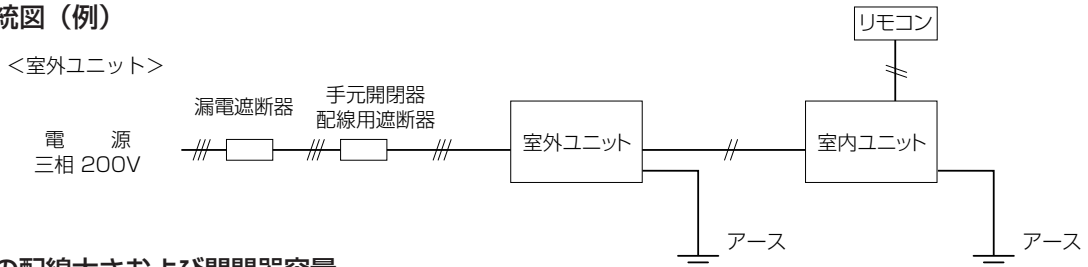 統図（例）
リモコン
＜室外ユニット＞
漏電遮断器
手元開閉器
配線用遮断器
電　源
三相 200V
室外ユニット
室内ユニット
アース
アース